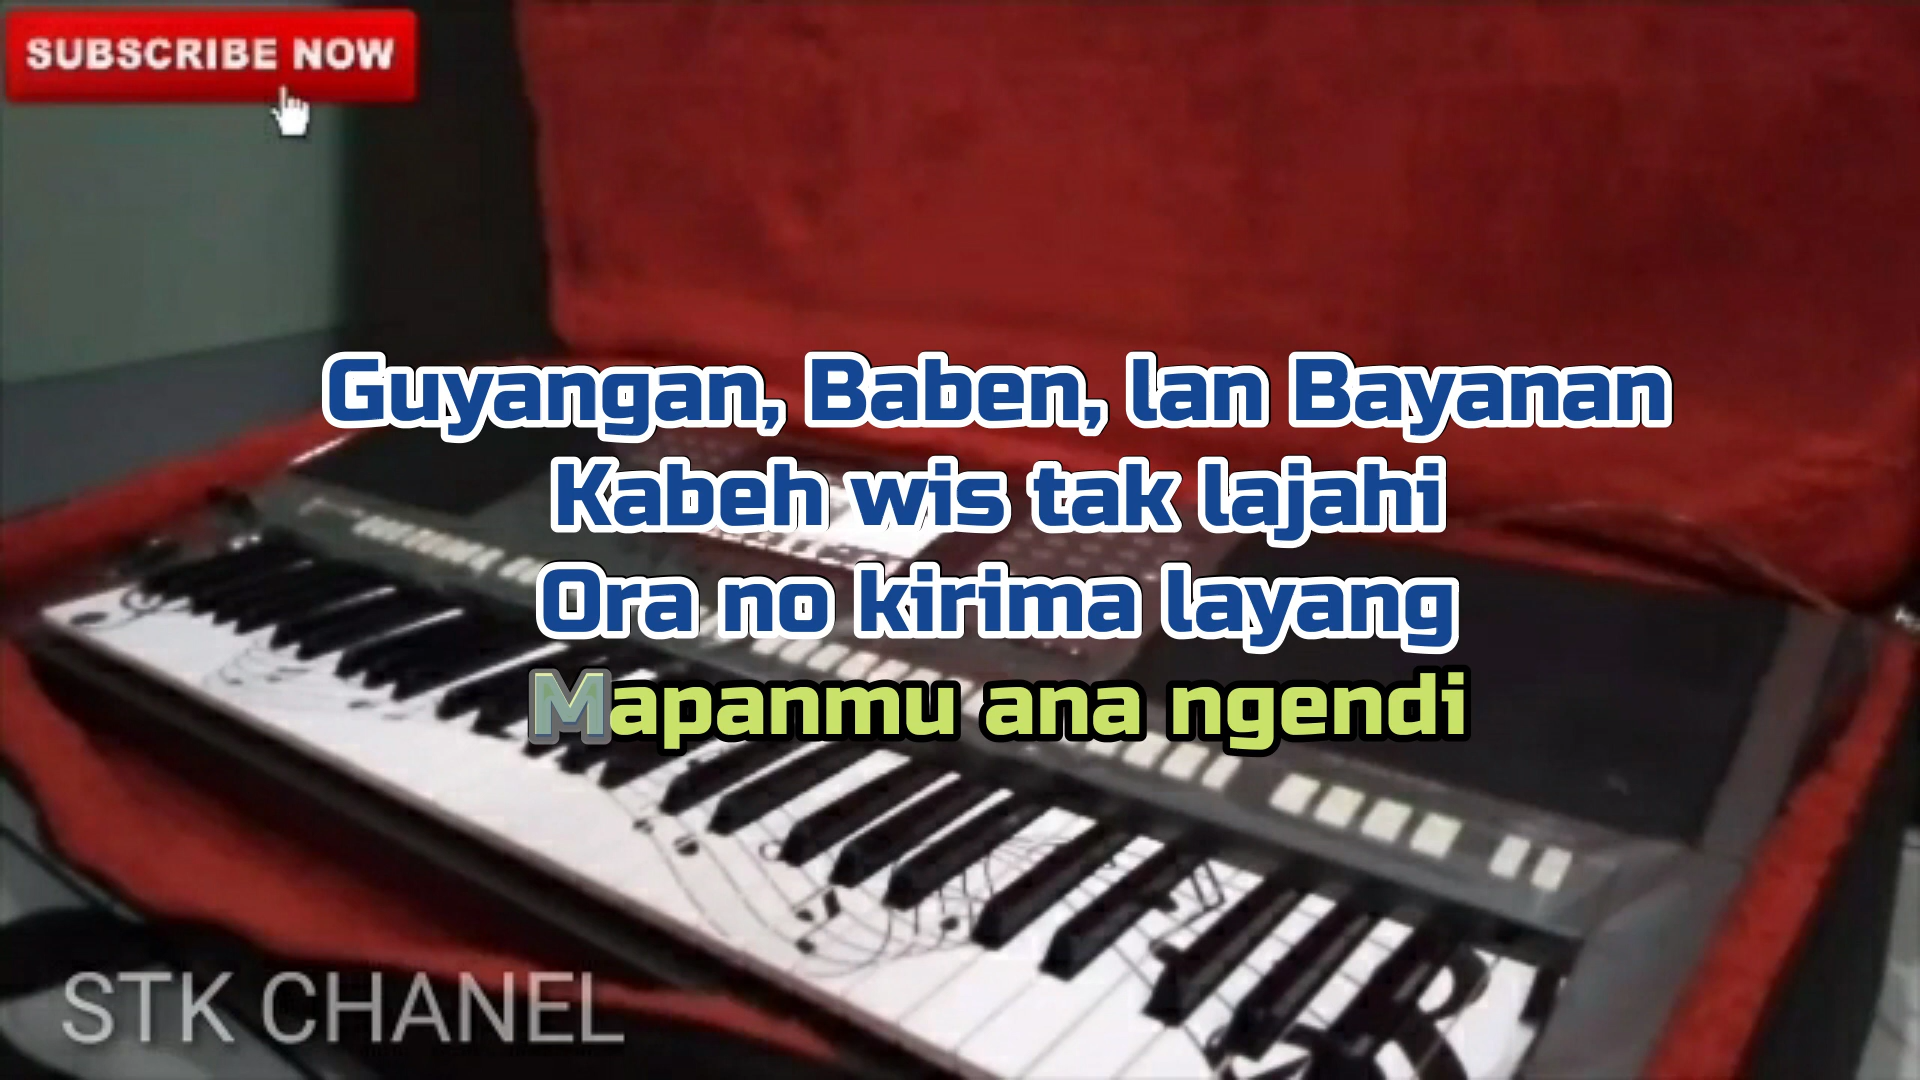 SUBSCRIBE NOW
Guyangan, Baben, lan Bayanan
Kabeh wis tak lajahi
Ora no kirima layang
Mapanmu ana ngendi
STK CHANEL